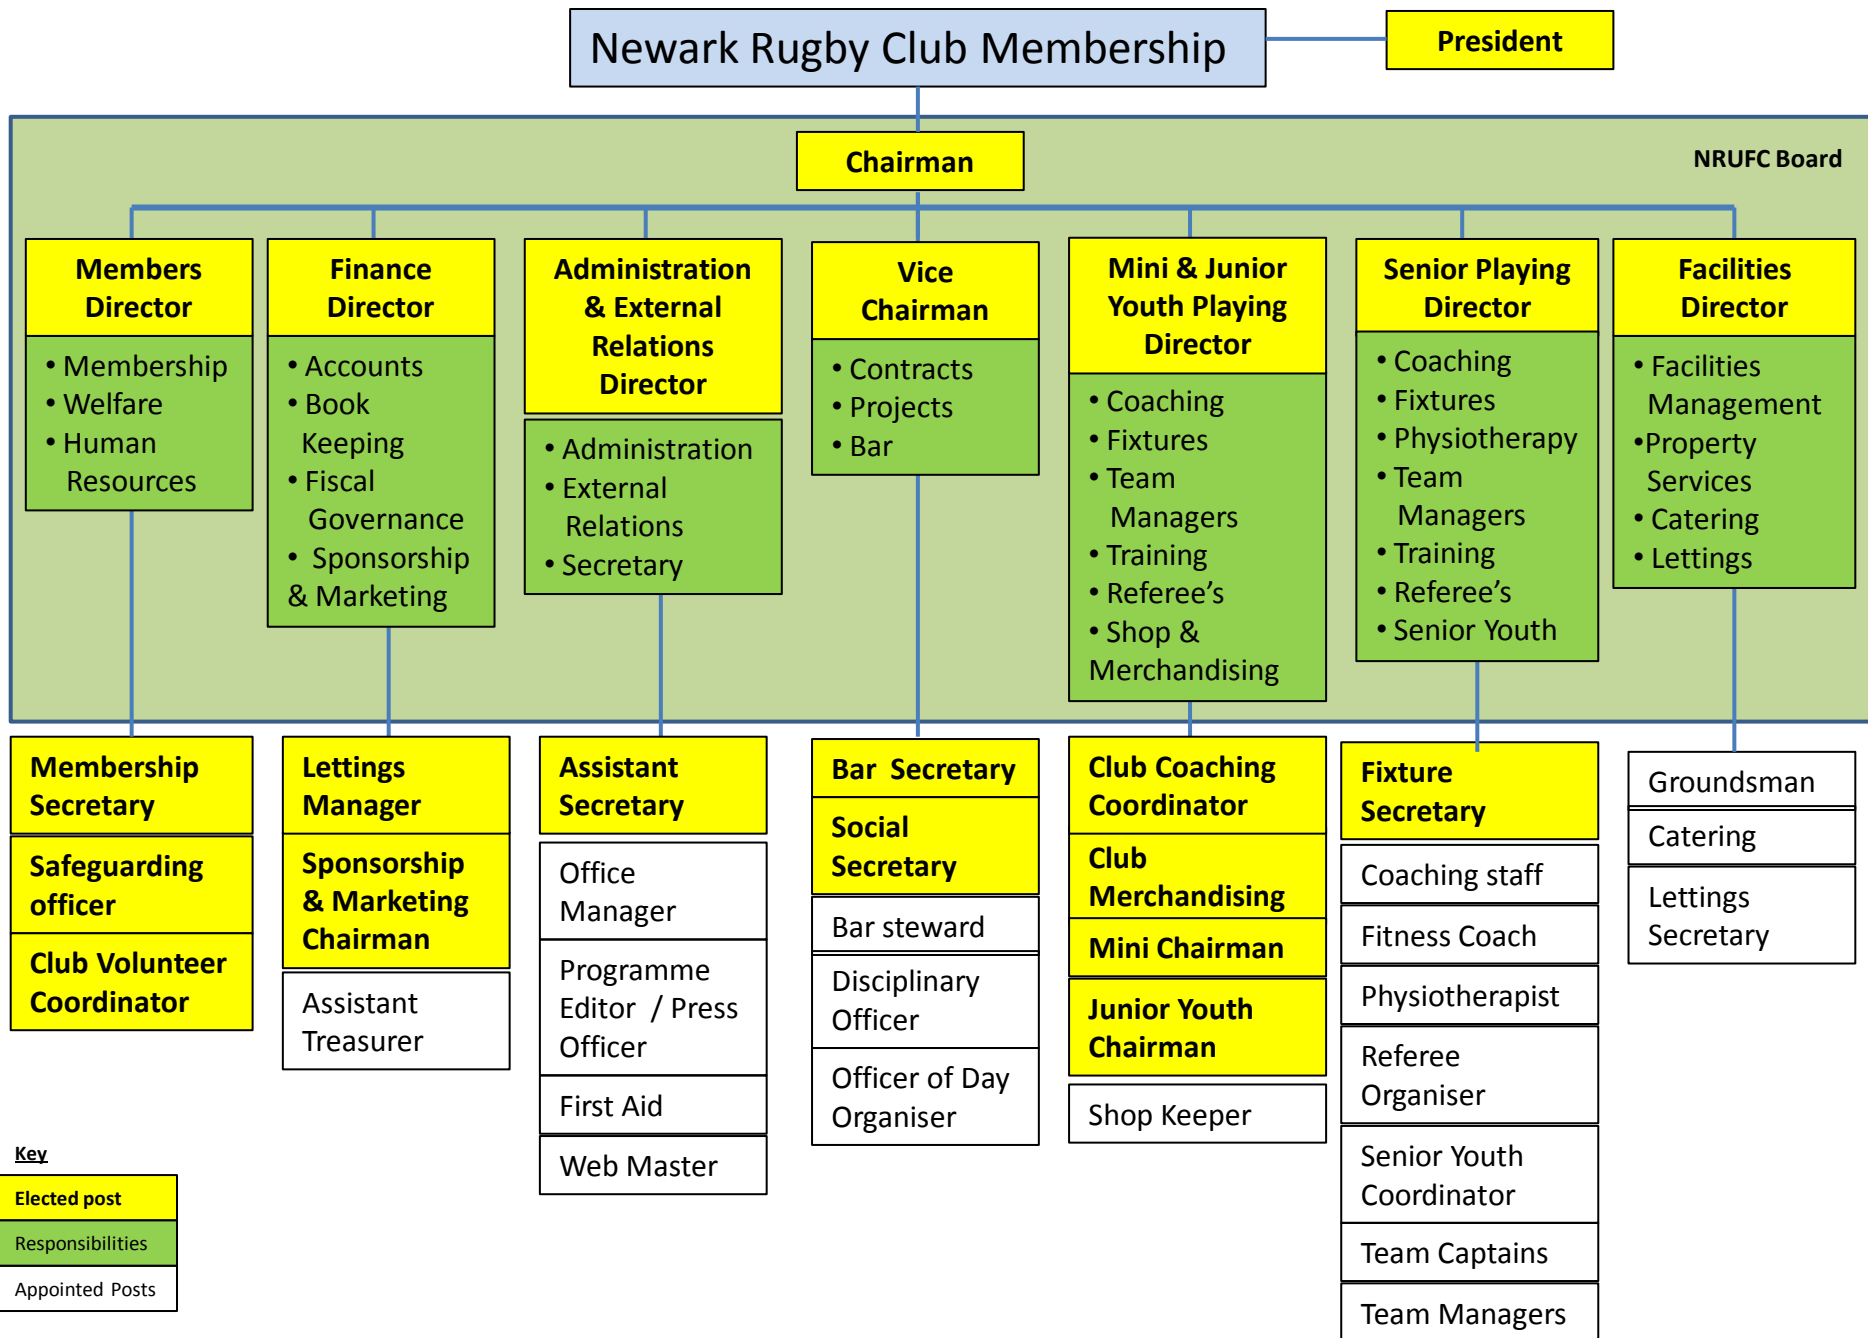 Newark Rugby Club Membership
President
Chairman
NRUFC Board
Members
Director
• Membership
• Welfare
• Human
Resources
Finance
Director
• Accounts
• Book
Keeping
• Fiscal
Governance
• Sponsorship
& Marketing
Administration
& External
Relations
Director
• Administration
• External
Relations
• Secretary
Vice
Chairman
• Contracts
• Projects
• Bar
Mini & Junior
Youth Playing
Director
• Coaching
• Fixtures
• Team
Managers
• Training
• Referee's
• Shop &
Merchandising
Senior Playing
Director
• Coaching
• Fixtures
• Physiotherapy
• Team
Managers
• Training
• Referee's
• Senior Youth
Facilities
Director
• Facilities
Management
•Property
Services
• Catering
• Lettings
Membership
Secretary
Safeguarding
officer
Club Volunteer
Coordinator
Lettings
Manager
Sponsorship
& Marketing
Chairman
Assistant
Treasurer
Assistant
Secretary
Office
Manager
Programme
Editor / Press
Officer
First Aid
Web Master
Bar Secretary
Social
Secretary
Bar steward
Disciplinary
Officer
Officer of Day
Organiser
Club Coaching
Coordinator
Club
Merchandising
Mini Chairman
Junior Youth
Chairman
Shop Keeper
Fixture
Secretary
Coaching staff
Fitness Coach
Physiotherapist
Referee
Organiser
Senior Youth
Coordinator
Team Captains
Team Managers
Groundsman
Catering
Lettings
Secretary
Key
Elected post
Responsibilities
Appointed Posts